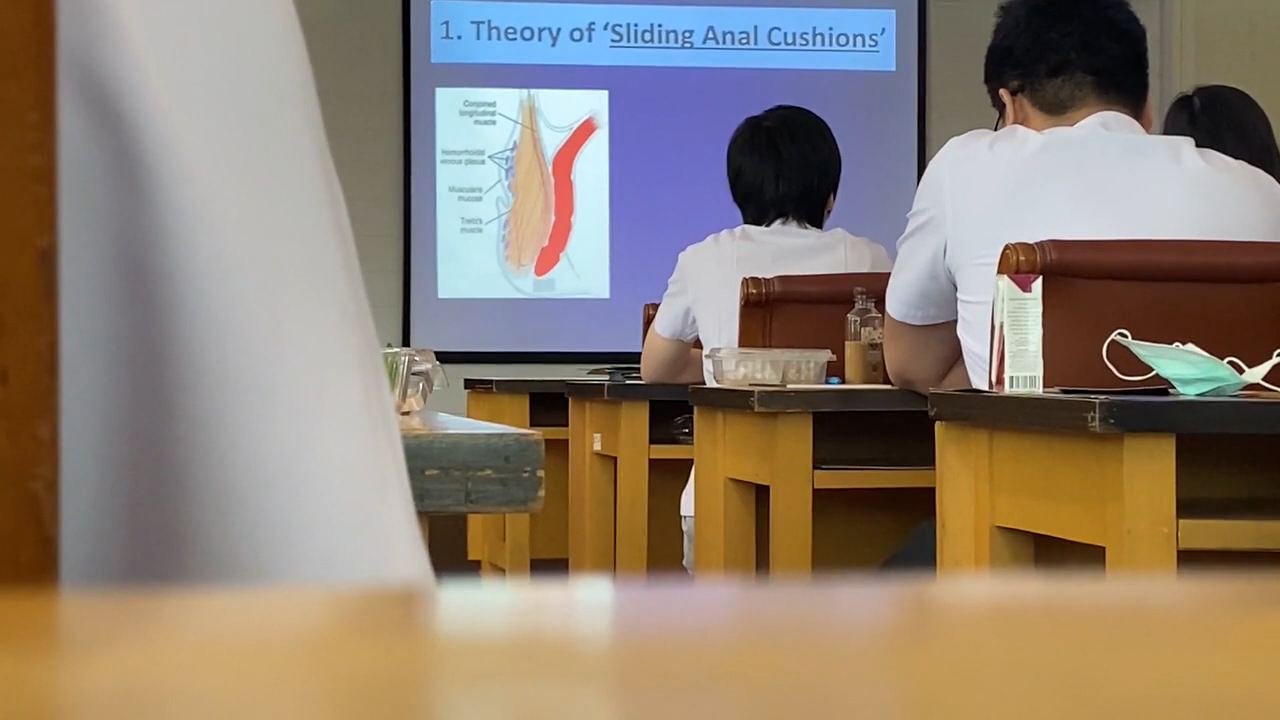 1. Theory of ‘Sliding Anal Cushions’
Conjoined
longitudinal
muscle
Hemorrhoidal
venous plexus
Muscularis
mucosa
Treitz's
muscle